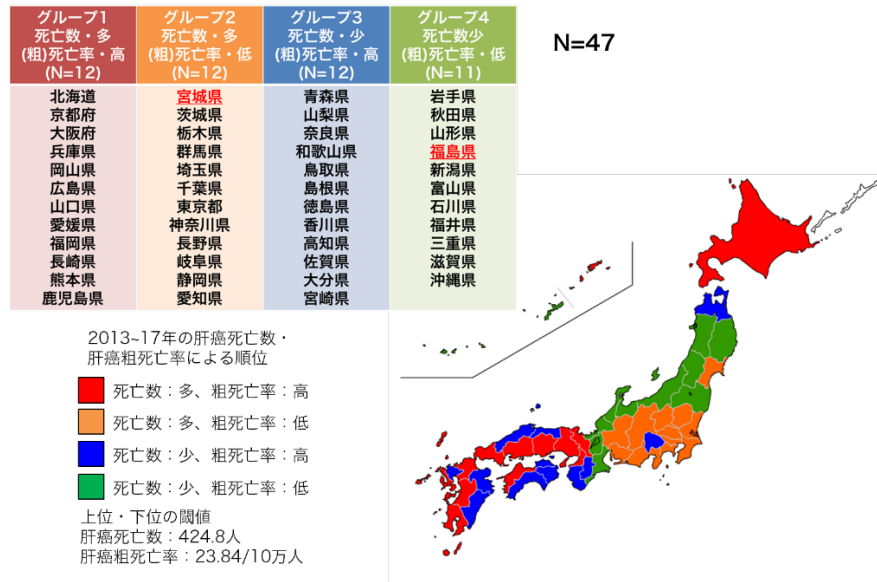 グループ1
死亡数・多
(粗)死亡率・高
(N=12)
北海道
京都府
大阪府
兵庫県
岡山県
広島県
山口県
愛媛県
福岡県
長崎県
熊本県
鹿児島県
グループ2
死亡数・多
(粗)死亡率・低
(N=12)
宮城県
茨城県
栃木県
群馬県
埼玉県
千葉県
東京都
神奈川県
長野県
岐阜県
静岡県
愛知県
グループ3
死亡数・少
(粗)死亡率・高
(N=12)
青森県
山梨県
奈良県
和歌山県
鳥取県
島根県
徳島県
香川県
高知県
佐賀県
大分県
宮崎県
グループ4
死亡数少
(粗)死亡率・低
(N=11)
岩手県
秋田県
山形県
福島県
新潟県
富山県
石川県
福井県
三重県
滋賀県
沖縄県
N=47
2013~17年の肝癌死亡数・
肝癌粗死亡率による順位
死亡数：多、粗死亡率：高
死亡数：多、粗死亡率：低
死亡数：少、粗死亡率：高
死亡数：少、粗死亡率：低
上位・下位の閾値
肝癌死亡数：424.8人
肝癌粗死亡率：23.84/10万人